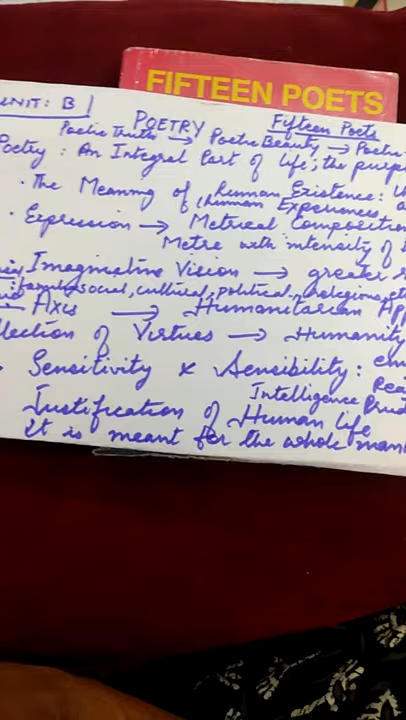 FIFTEEN POETS
UNIT: B
POETRY Fifteen Poets
Poetic Truth → Poetic Beauty → Poetic
Poetry : An Integral Part of life; the purp
· The Meaning of Human Existence:
Human Experiences
· Expression → Metrical Composition
Metre with intensity of
Imaginative Vision → greater
family, social, cultural, political, religious, etc
Axis → Humanitarian App
llection of Virtues → Humanity
· Sensitivity × Sensibility: em
Intelligence
Justification of Human life
It is meant for the whole man